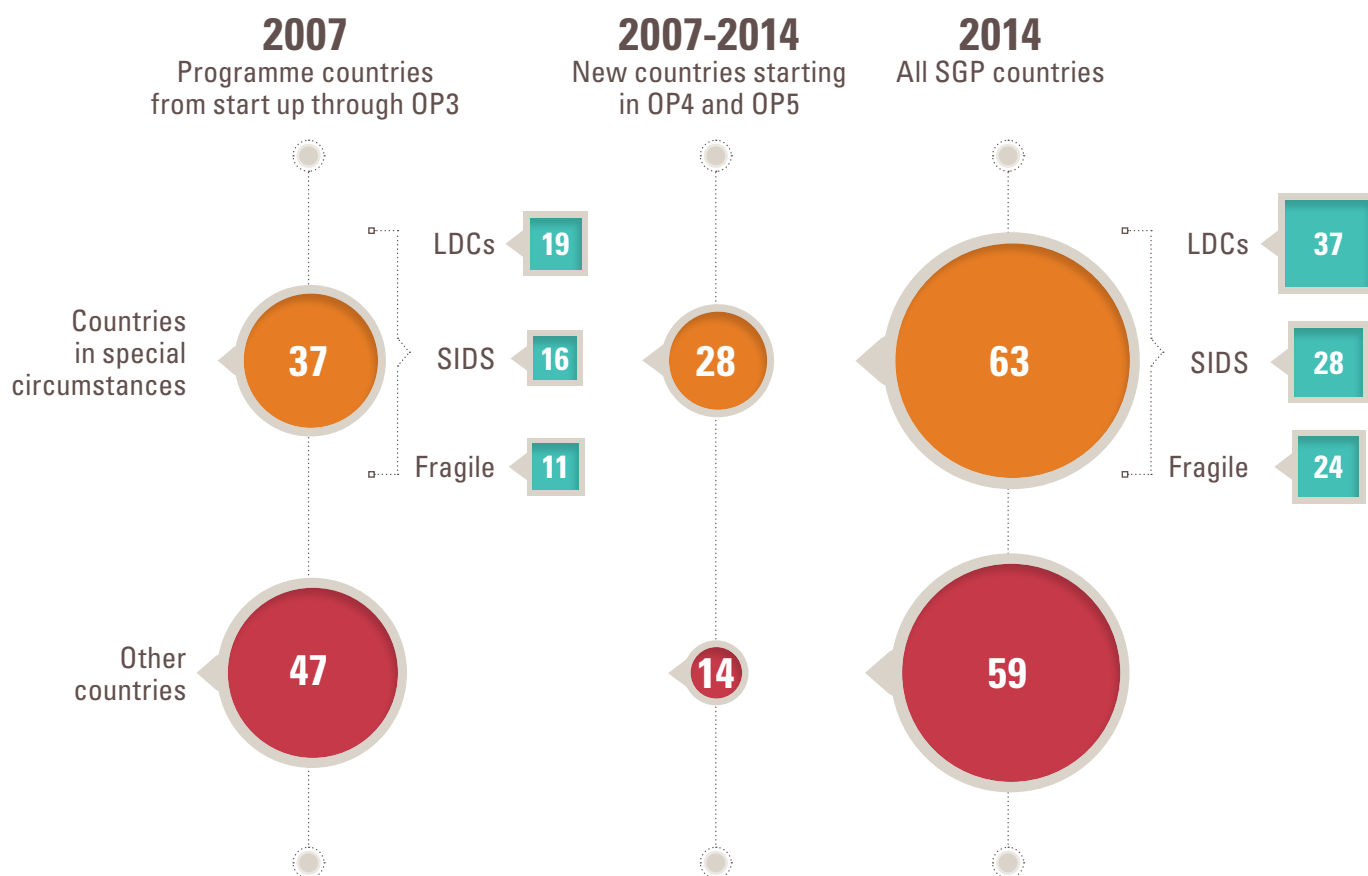 2007
Programme countries
from start up through OP3
2007-2014
New countries starting
in OP4 and OP5
2014
All SGP countries
Countries
in special
circumstances
37
LDCs
19
SIDS
16
Fragile
11
28
63
LDCs
37
SIDS
28
Fragile
24
Other
countries
47
14
59